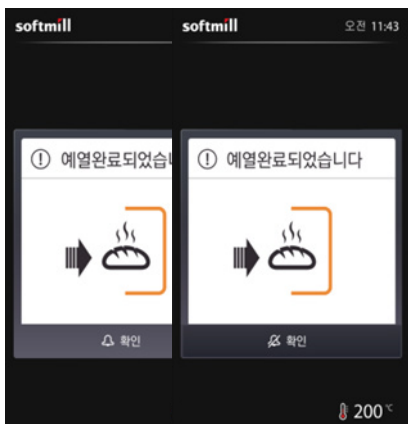 softmill
예열완료되었습니
확인
softmill
오전 11:43
예열완료되었습니다
확인
200 ℃